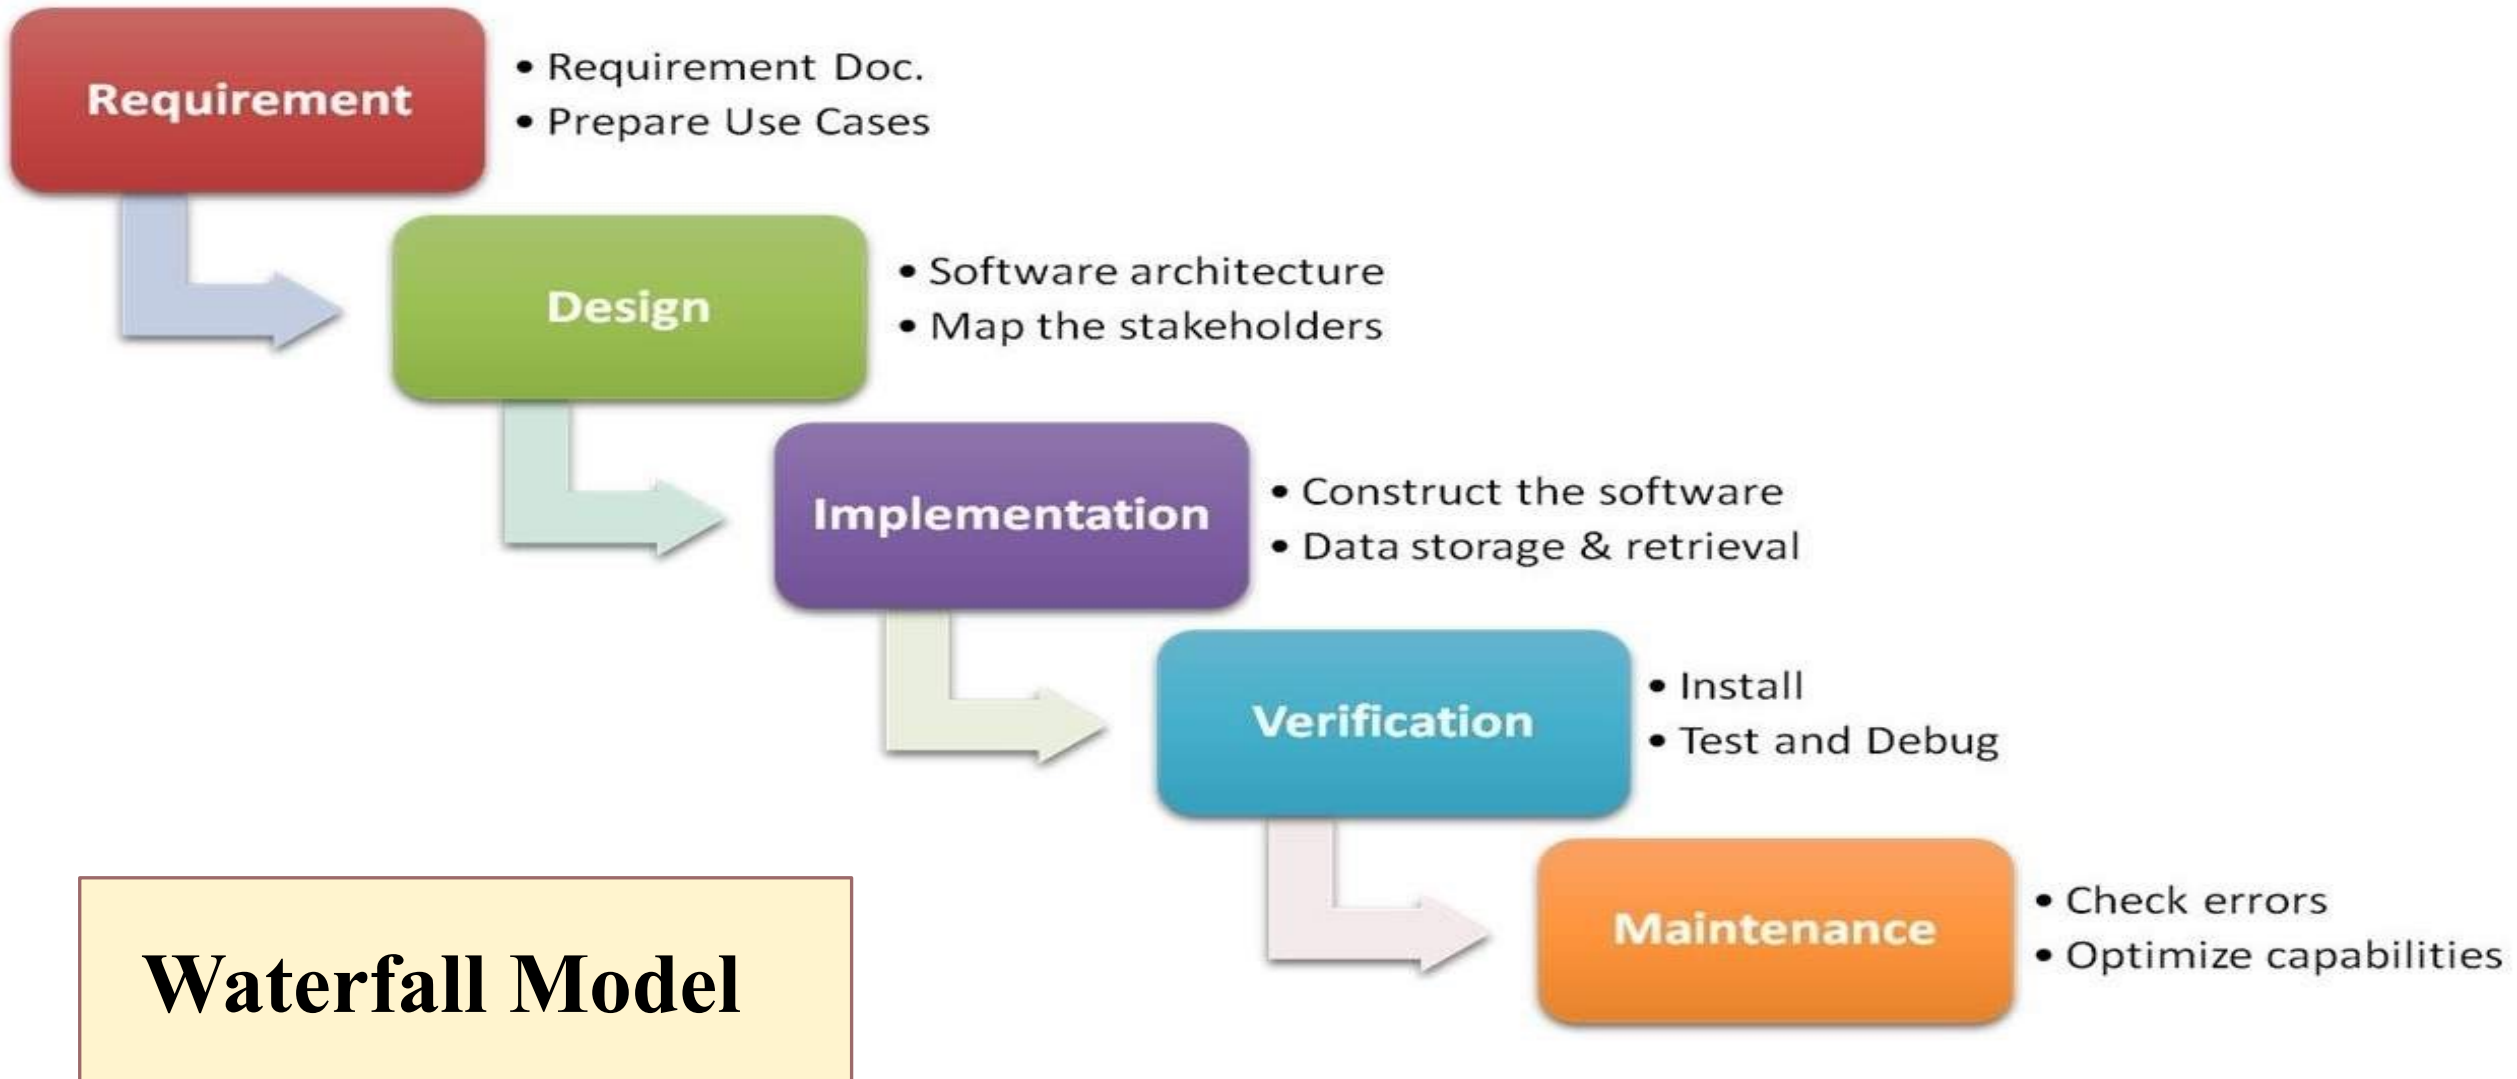 Requirement
• Requirement Doc.
• Prepare Use Cases
Design
• Software architecture
• Map the stakeholders
Implementation
• Construct the software
• Data storage & retrieval
Verification
• Install
• Test and Debug
Maintenance
• Check errors
• Optimize capabilities
Waterfall Model